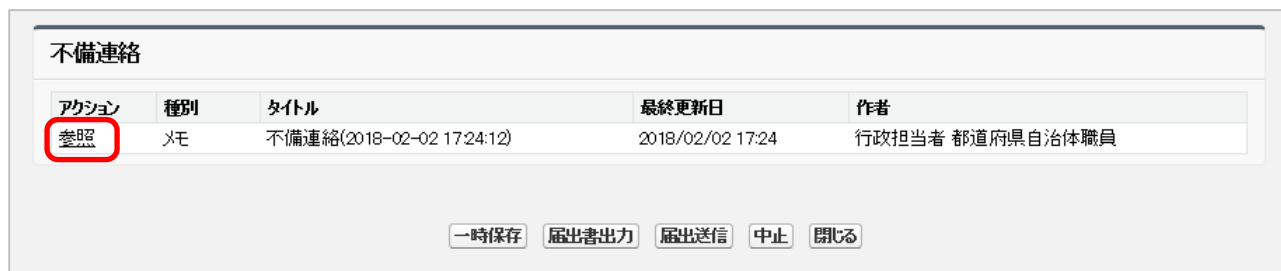 不備連絡
アクション 種別 タイトル 最終更新日 作者
参照 メモ 不備連絡(2018-02-02 17:24:12) 2018/02/02 17:24 行政担当者 都道府県自治体職員
一時保存 届出書出力 届出送信 中止 閉じる